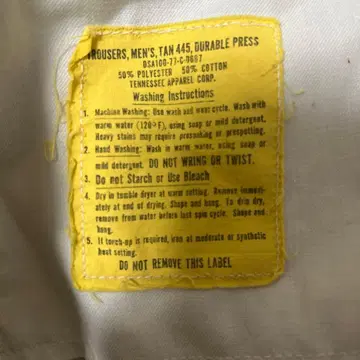 TROUSERS, MEN'S, TAN 445, DURABLE PRESS
DSA100-77-C-0607
50% POLYESTER 50% COTTON
TENNESSEE APPAREL CORP.
Washing Instructions
1. Machine Washing: Use wash and wear cycle. Wash with
warm water (120°F), using soap or mild detergent.
Heavy stains may require presoaking or prespotting.
2. Hand Washing: Wash in warm water, using soap or
mild detergent. DO NOT WRING OR TWIST.
3. Do not Starch or Use Bleach
4. Dry in tumble dryer at warm setting. Remove immedi-
ately at end of drying. Shape and hang. To drip dry,
remove from water before last spin cycle. Shape and
hang.
5. If touch-up is required, iron at moderate or synthetic
heat setting.
DO NOT REMOVE THIS LABEL